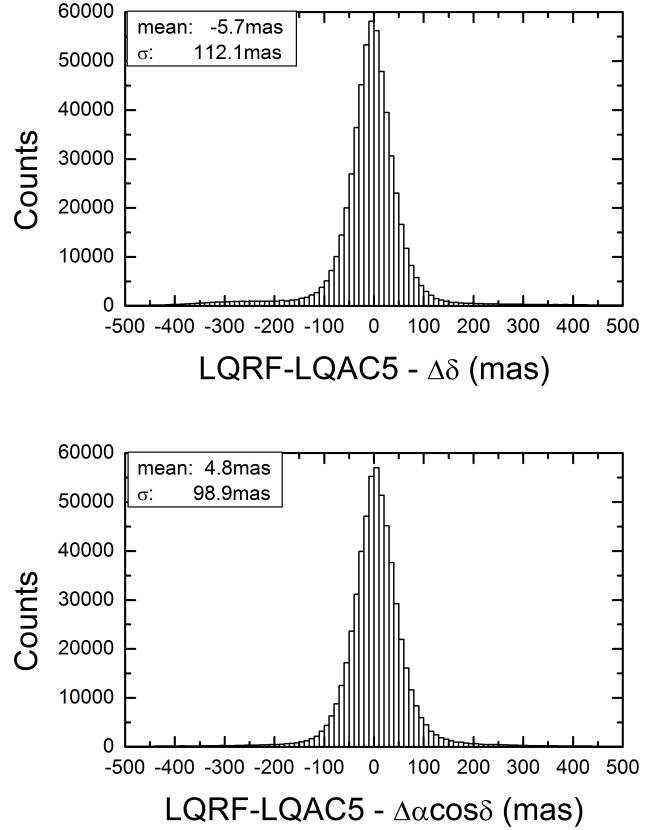 mean: -5.7mas
σ: 112.1mas
60000
50000
40000
30000
20000
10000
0
Counts
-500 -400 -300 -200 -100 0 100 200 300 400 500
LQRF-LQAC5 - Δδ (mas)
mean: 4.8mas
σ: 98.9mas
60000
50000
40000
30000
20000
10000
0
Counts
-500 -400 -300 -200 -100 0 100 200 300 400 500
LQRF-LQAC5 - Δαcosδ (mas)